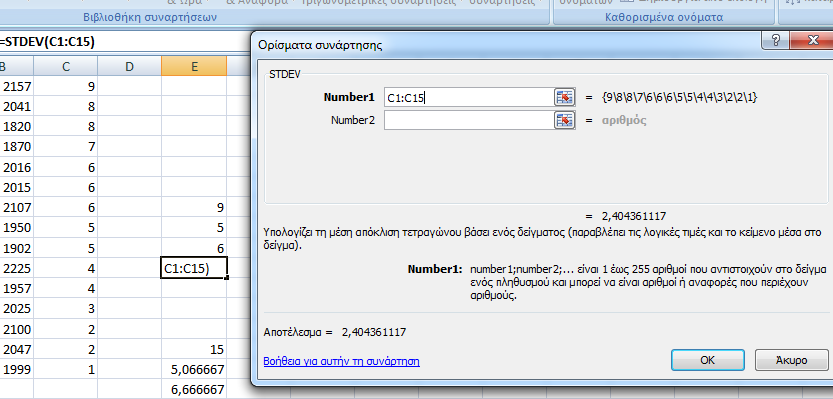 & Ώρα & Αναφορά Τριγωνομετρικές συναρτήσεις συναρτήσεις ονομάτων
Βιβλιοθήκη συναρτήσεων Καθορισμένα ονόματα
=STDEV(C1:C15)
B C D E
2157 9
2041 8
1820 8
1870 7
2016 6
2015 6
2107 6 9
1950 5 5
1902 5 6
2225 4 C1:C15)
1957 4
2025 3
2100 2
2047 2 15
1999 1 5,066667
6,666667
Ορίσματα συνάρτησης
STDEV
Number1 C1:C15 = {9\8\8\7\6\6\6\5\5\4\4\3\2\2\1}
Number2 = αριθμός
= 2,404361117
Υπολογίζει τη μέση απόκλιση τετραγώνου βάσει ενός δείγματος (παραβλέπει τις λογικές τιμές και το κείμενο μέσα στο
δείγμα).
Number1: number1;number2;... είναι 1 έως 255 αριθμοί που αντιστοιχούν στο δείγμα
ενός πληθυσμού και μπορεί να είναι αριθμοί ή αναφορές που περιέχουν
αριθμούς.
Αποτέλεσμα = 2,404361117
Βοήθεια για αυτήν τη συνάρτηση
OK Άκυρο